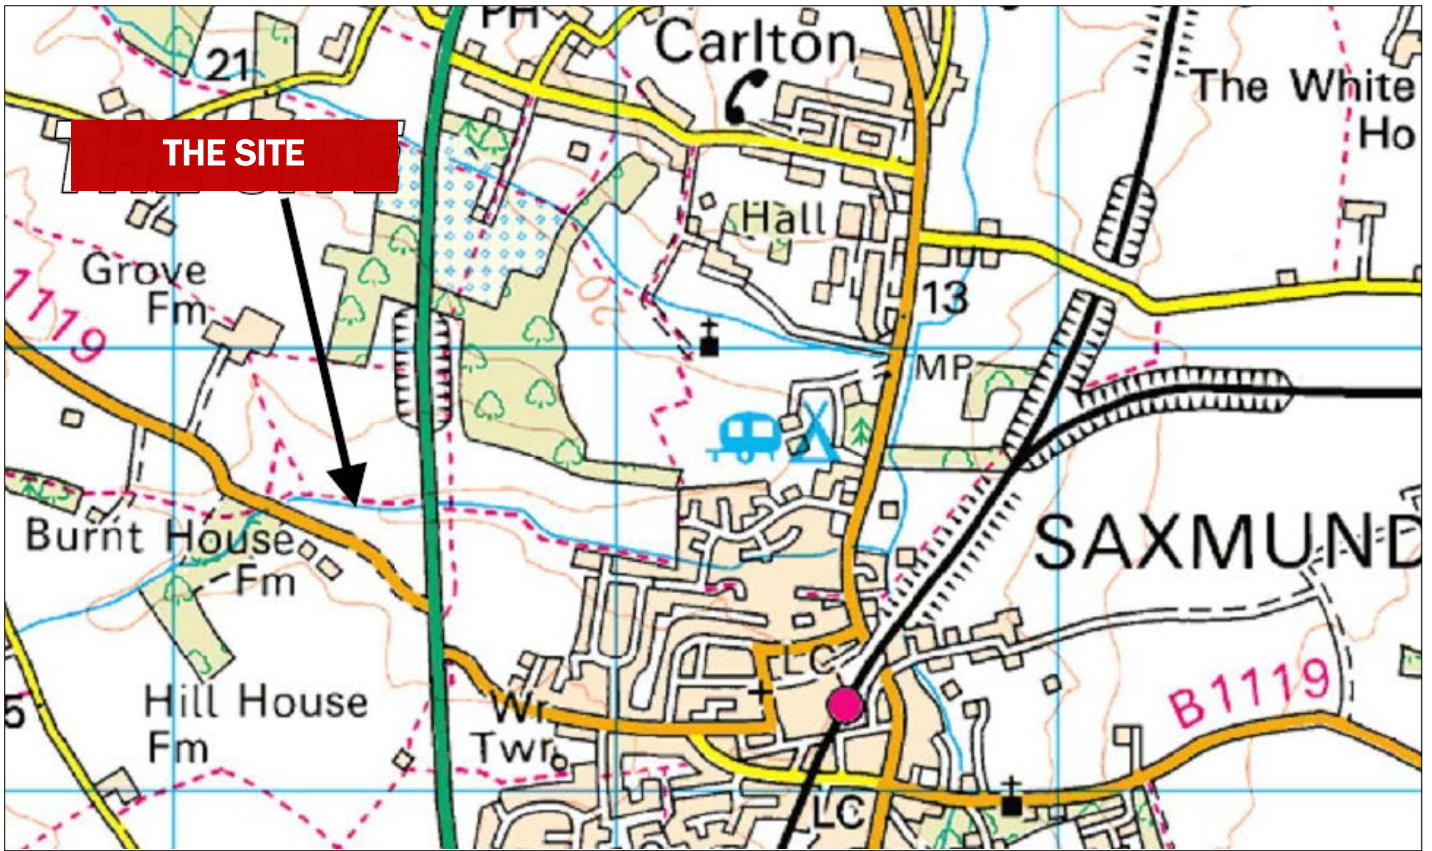 PH
Carlton
21
The White
Ho
THE SITE
Hall
Grove
Fm
1119
13
20
MP
Burnt House
Fm
SAXMUND
LC
B1119
Hill House
Fm
Wr
Twr
5
LC